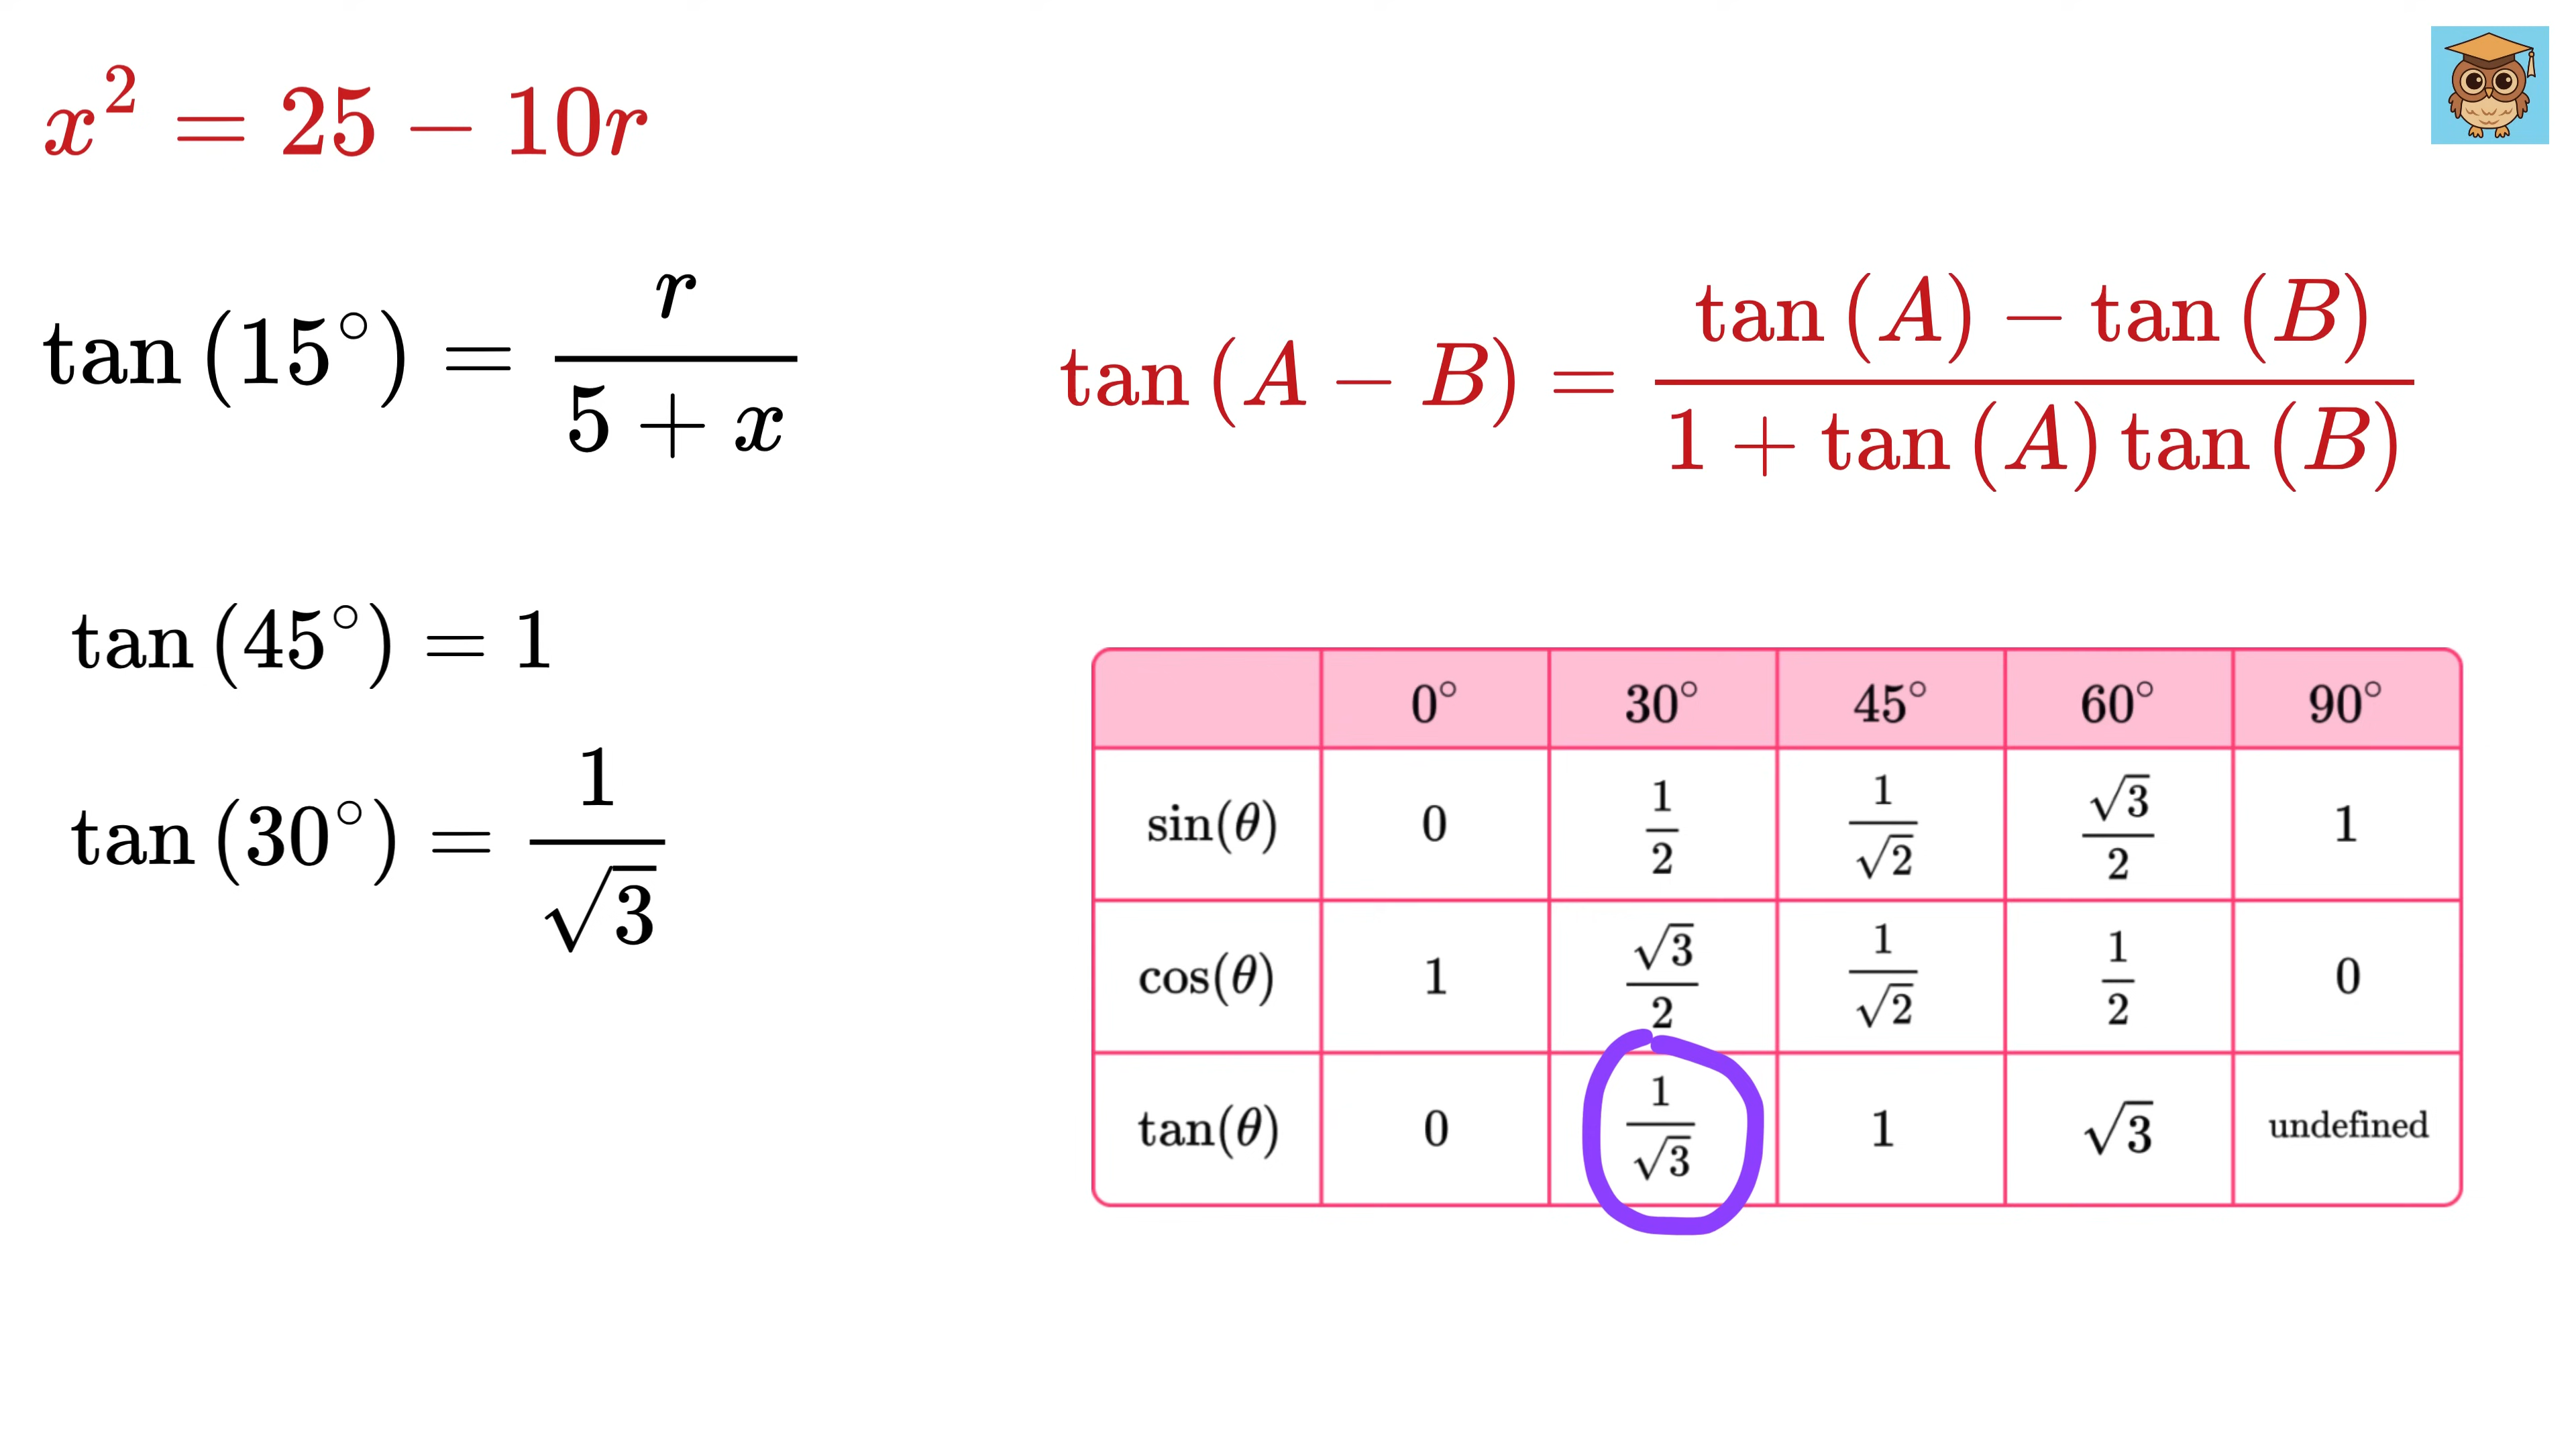 x² = 25 − 10r
tan (15°) = r / (5 + x)
tan (A − B) = (tan (A) − tan (B)) / (1 + tan (A) tan (B))
tan (45°) = 1
tan (30°) = 1 / √3
0° 30° 45° 60° 90°
sin(θ) 0 1/2 1/√2 √3/2 1
cos(θ) 1 √3/2 1/√2 1/2 0
tan(θ) 0 1/√3 1 √3 undefined